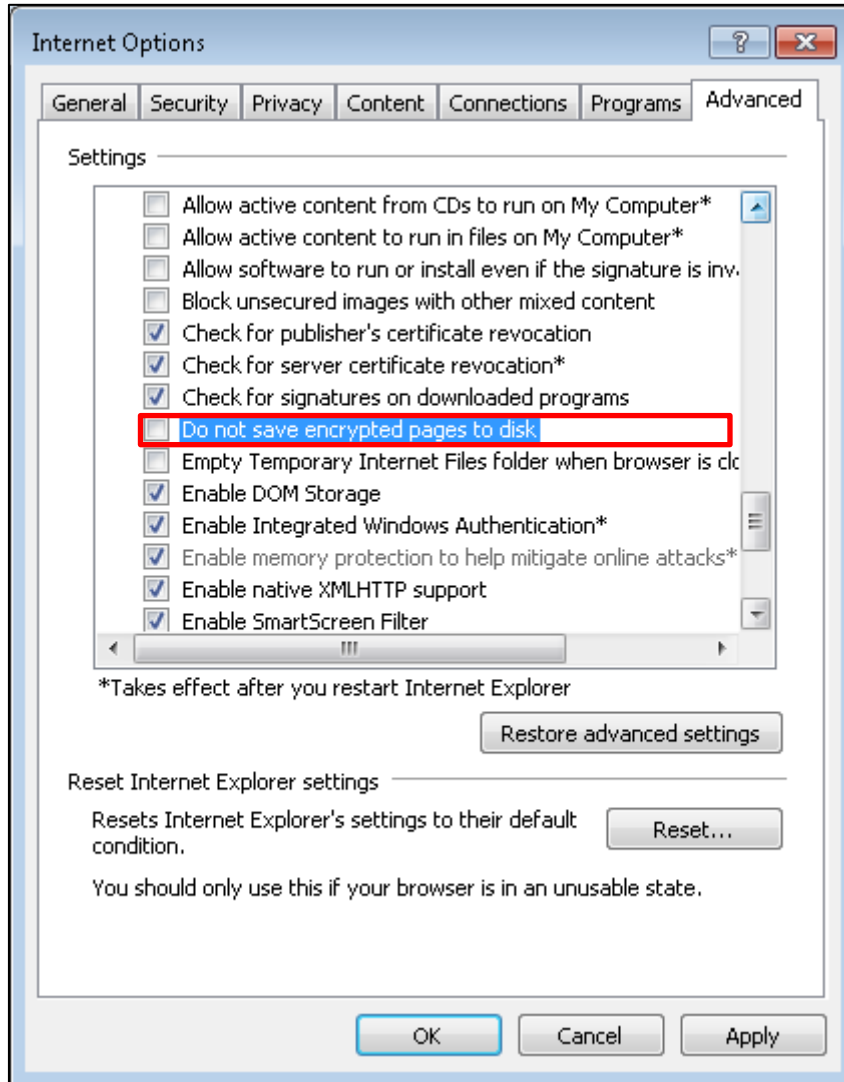 Internet Options
General Security Privacy Content Connections Programs Advanced
Settings
Allow active content from CDs to run on My Computer*
Allow active content to run in files on My Computer*
Allow software to run or install even if the signature is inv
Block unsecured images with other mixed content
Check for publisher's certificate revocation
Check for server certificate revocation*
Check for signatures on downloaded programs
Do not save encrypted pages to disk
Empty Temporary Internet Files folder when browser is clo
Enable DOM Storage
Enable Integrated Windows Authentication*
Enable memory protection to help mitigate online attacks*
Enable native XMLHTTP support
Enable SmartScreen Filter
*Takes effect after you restart Internet Explorer
Restore advanced settings
Reset Internet Explorer settings
Resets Internet Explorer's settings to their default
condition.
Reset...
You should only use this if your browser is in an unusable state.
OK Cancel Apply